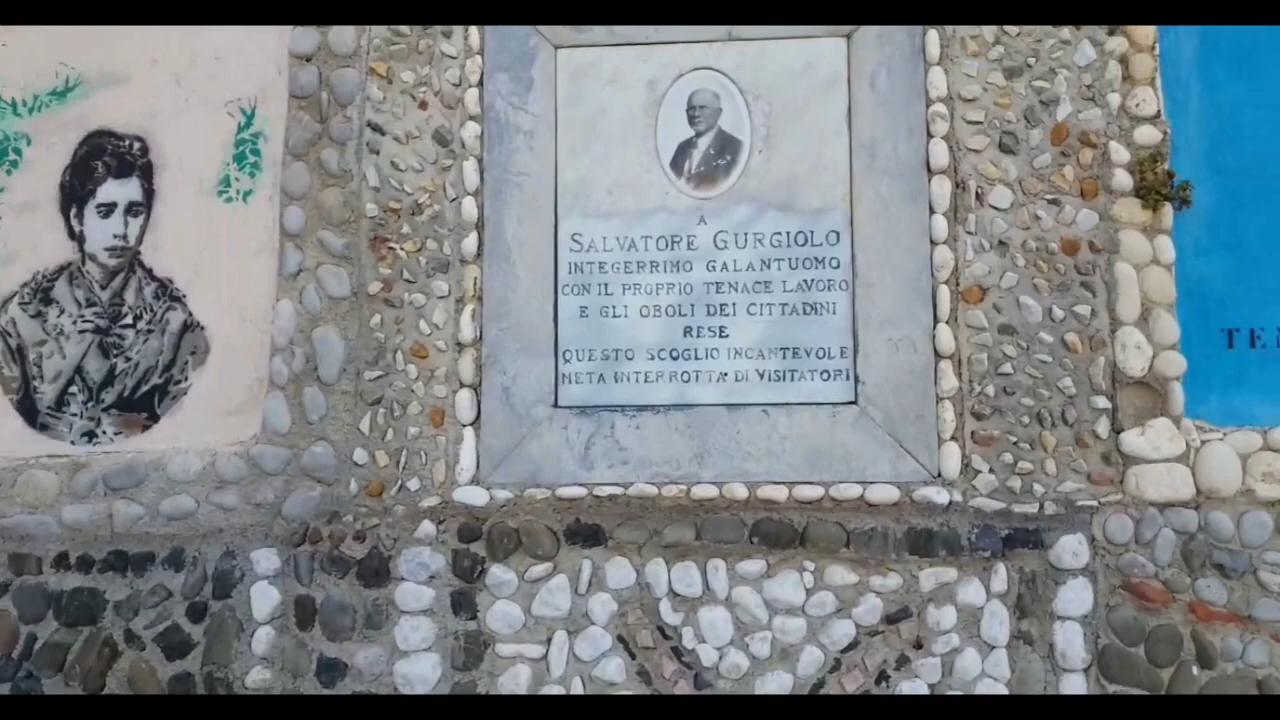 A
SALVATORE GURGIOLO
INTEGERRIMO GALANTUOMO
CON IL PROPRIO TENACE LAVORO
E GLI OBOLI DEI CITTADINI
RESE
QUESTO SCOGLIO INCANTEVOLE
META INTERROTTA DI VISITATORI